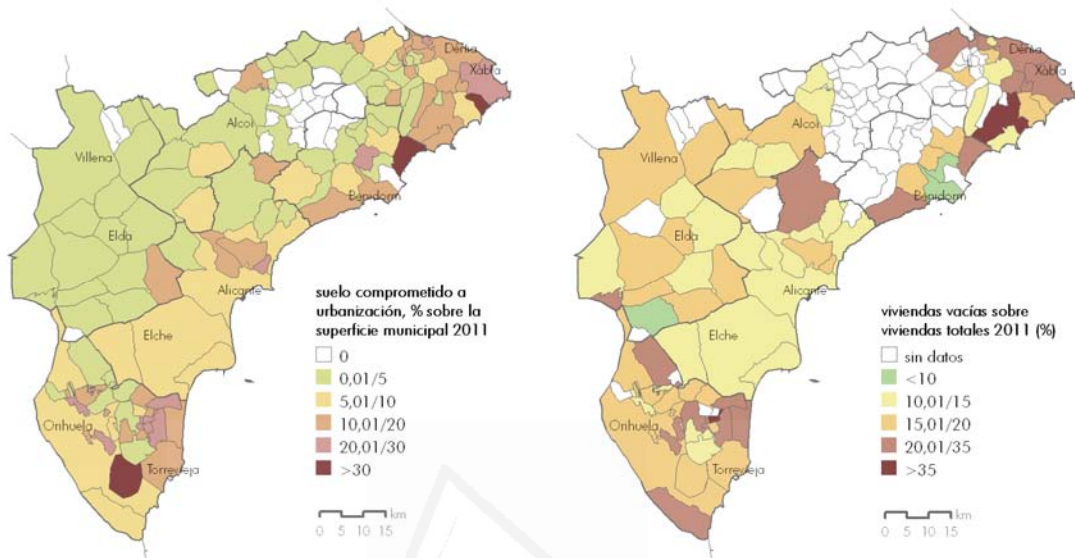 Dénia
Xàbia
Alcoi
Villena
Benidorm
Elda
Alicante
Elche
Orihuela
Torrevieja
suelo comprometido a
urbanización, % sobre la
superficie municipal 2011
0
0,01/5
5,01/10
10,01/20
20,01/30
>30
km
0 5 10 15
Dénia
Xàbia
Alcoi
Villena
Benidorm
Elda
Alicante
Elche
Orihuela
Torrevieja
viviendas vacías sobre
viviendas totales 2011 (%)
sin datos
<10
10,01/15
15,01/20
20,01/35
>35
km
0 5 10 15